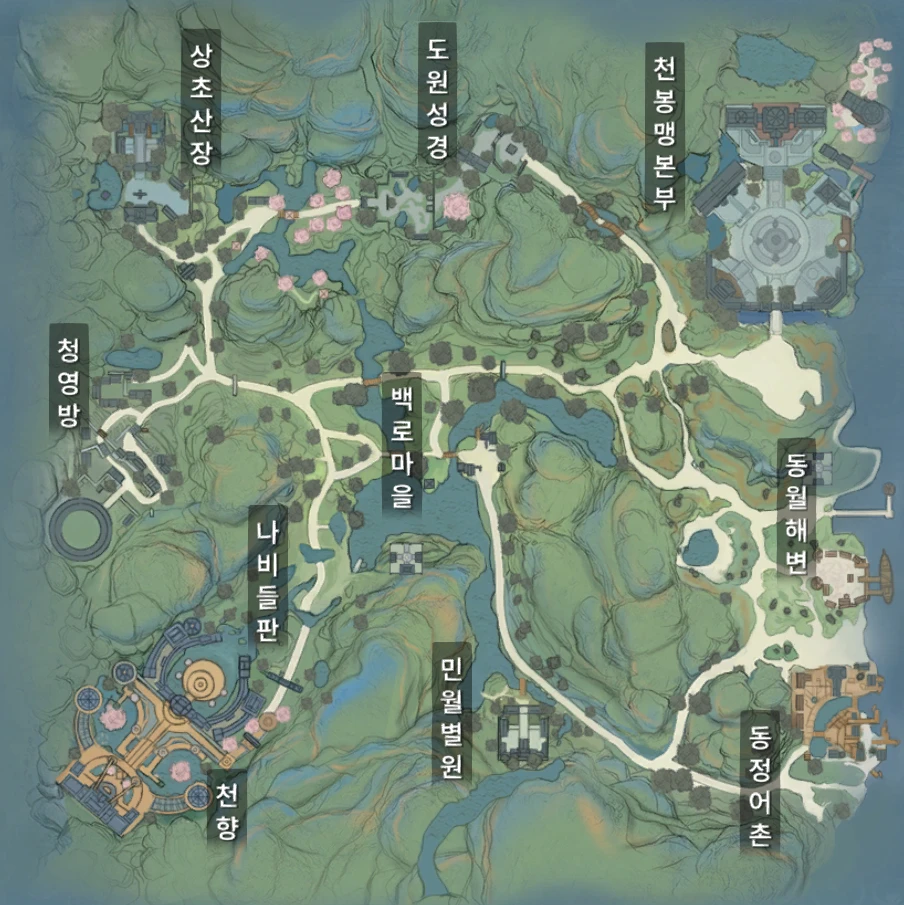 상초산장
도원성경
천봉맹본부
청영방
백로마을
동월해변
나비들판
민월별원
동정어촌
천향